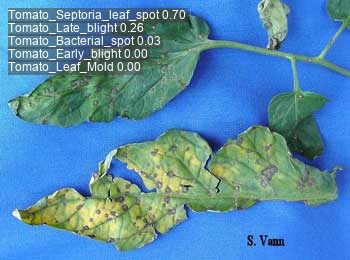 Tomato_Septoria_leaf_spot 0.70
Tomato_Late_blight 0.26
Tomato_Bacterial_spot 0.03
Tomato_Early_blight 0.00
Tomato_Leaf_Mold 0.00
S. Vann